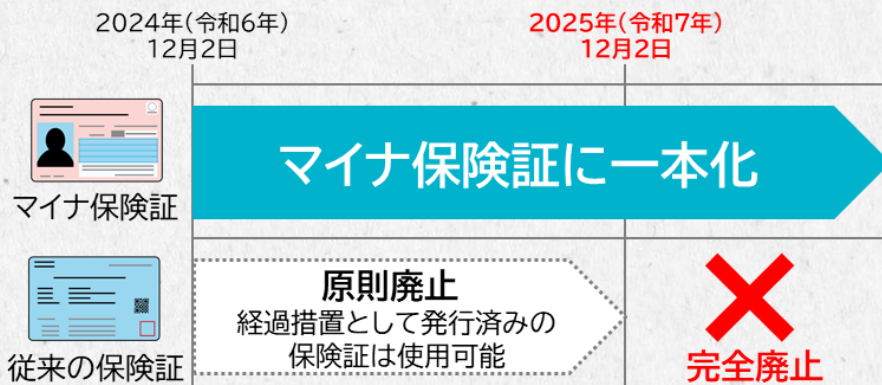 2024年(令和6年)
12月2日
2025年(令和7年)
12月2日
マイナ保険証
マイナ保険証に一本化
従来の保険証
原則廃止
経過措置として発行済みの
保険証は使用可能
完全廃止